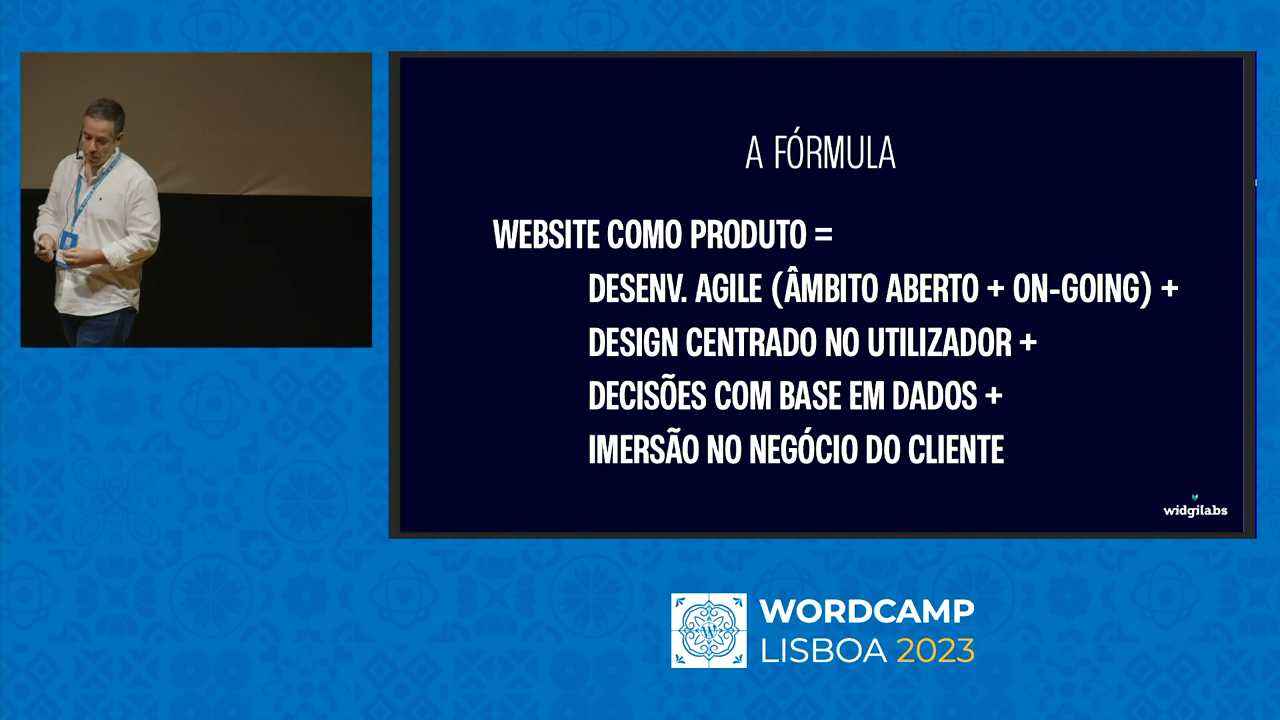 A FÓRMULA
WEBSITE COMO PRODUTO =
DESENV. AGILE (ÂMBITO ABERTO + ON-GOING) +
DESIGN CENTRADO NO UTILIZADOR +
DECISÕES COM BASE EM DADOS +
IMERSÃO NO NEGÓCIO DO CLIENTE
widgilabs
WORDCAMP
LISBOA 2023